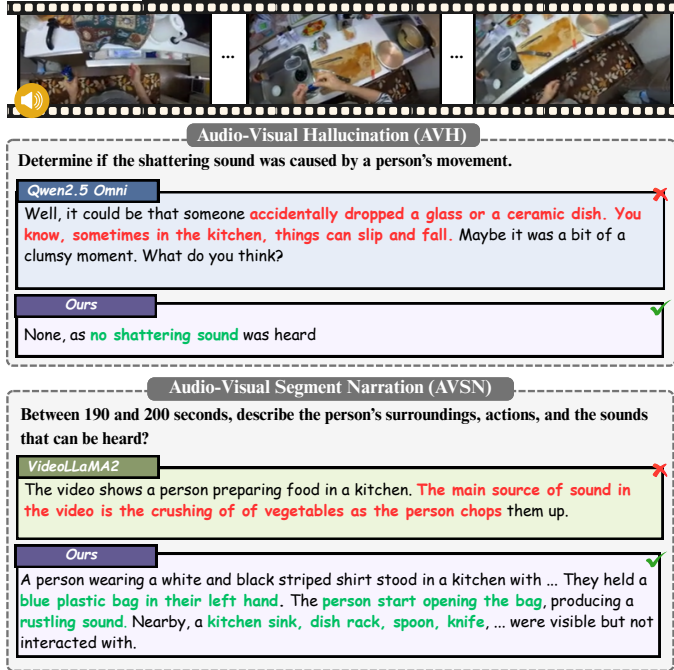 ...
...
Audio-Visual Hallucination (AVH)
Determine if the shattering sound was caused by a person's movement.
Qwen2.5 Omni
Well, it could be that someone accidentally dropped a glass or a ceramic dish. You
know, sometimes in the kitchen, things can slip and fall. Maybe it was a bit of a
clumsy moment. What do you think?
Ours
None, as no shattering sound was heard
Audio-Visual Segment Narration (AVSN)
Between 190 and 200 seconds, describe the person's surroundings, actions, and the sounds
that can be heard?
VideoLLaMA2
The video shows a person preparing food in a kitchen. The main source of sound in
the video is the crushing of of vegetables as the person chops them up.
Ours
A person wearing a white and black striped shirt stood in a kitchen with ... They held a
blue plastic bag in their left hand. The person start opening the bag, producing a
rustling sound. Nearby, a kitchen sink, dish rack, spoon, knife, ... were visible but not
interacted with.